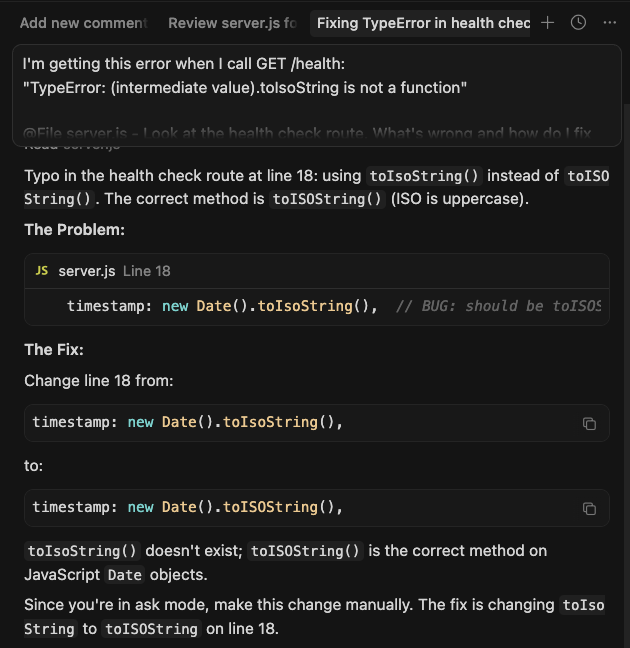 Add new comment Review server.js fo Fixing TypeError in health chec
I'm getting this error when I call GET /health:
"TypeError: (intermediate value).toIsoString is not a function"
@File server.js - Look at the health check route. What's wrong and how do I fix
Read server.js
Typo in the health check route at line 18: using toIsoString() instead of toISO
String(). The correct method is toISOString() (ISO is uppercase).
The Problem:
JS server.js Line 18
timestamp: new Date().toIsoString(), // BUG: should be toISOS
The Fix:
Change line 18 from:
timestamp: new Date().toIsoString(),
to:
timestamp: new Date().toISOString(),
toIsoString() doesn't exist; toISOString() is the correct method on
JavaScript Date objects.
Since you're in ask mode, make this change manually. The fix is changing toIso
String to toISOString on line 18.